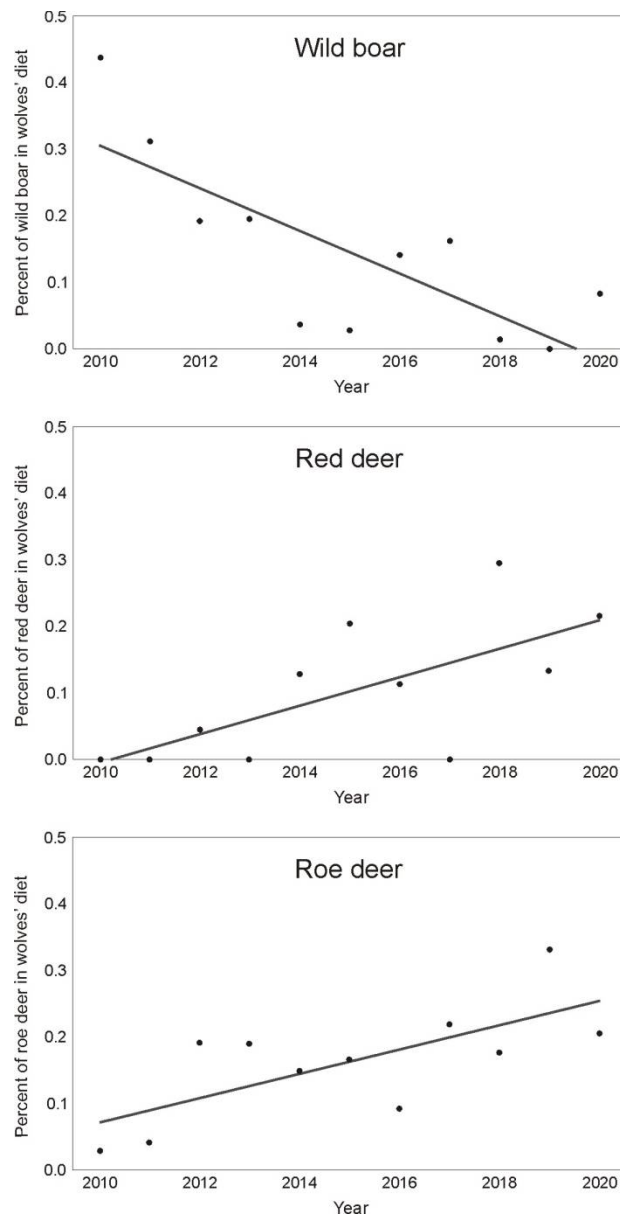 Wild boar
Percent of wild boar in wolves' diet
0.5
0.4
0.3
0.2
0.1
0.0
2010 2012 2014 2016 2018 2020
Year
Red deer
Percent of red deer in wolves' diet
0.5
0.4
0.3
0.2
0.1
0.0
2010 2012 2014 2016 2018 2020
Year
Roe deer
Percent of roe deer in wolves' diet
0.5
0.4
0.3
0.2
0.1
0.0
2010 2012 2014 2016 2018 2020
Year